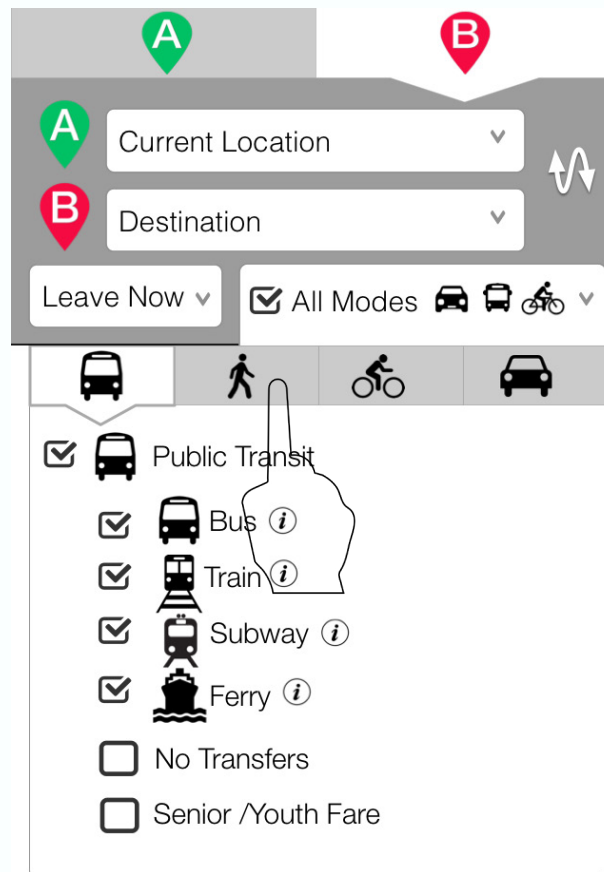 A B
A Current Location
B Destination
Leave Now All Modes
Public Transit
Bus i
Train i
Subway i
Ferry i
No Transfers
Senior /Youth Fare